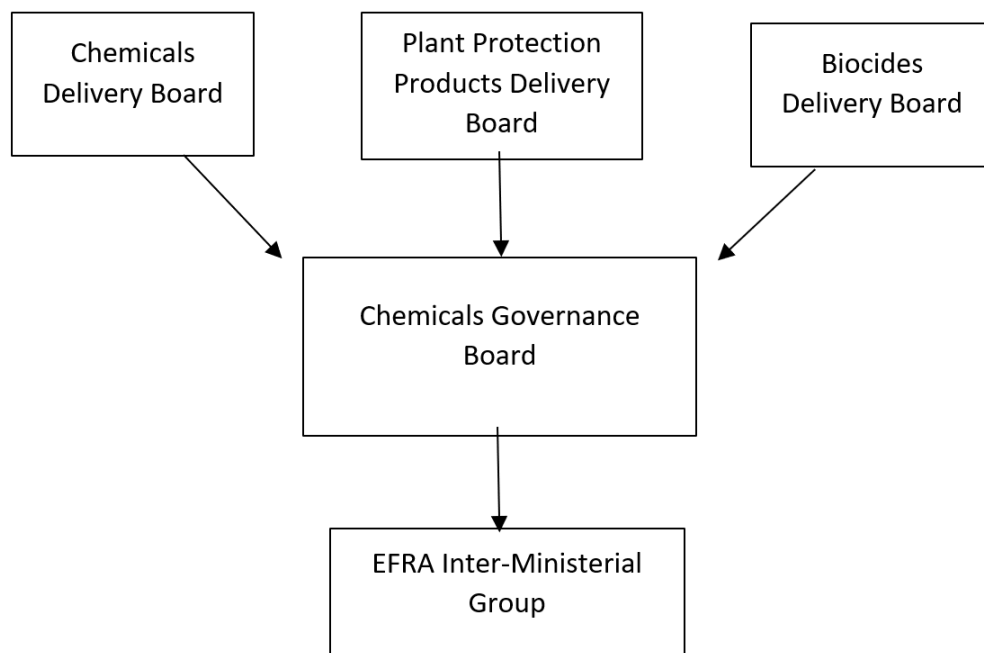 Chemicals
Delivery Board
Plant Protection
Products Delivery
Board
Biocides
Delivery Board
Chemicals Governance
Board
EFRA Inter-Ministerial
Group